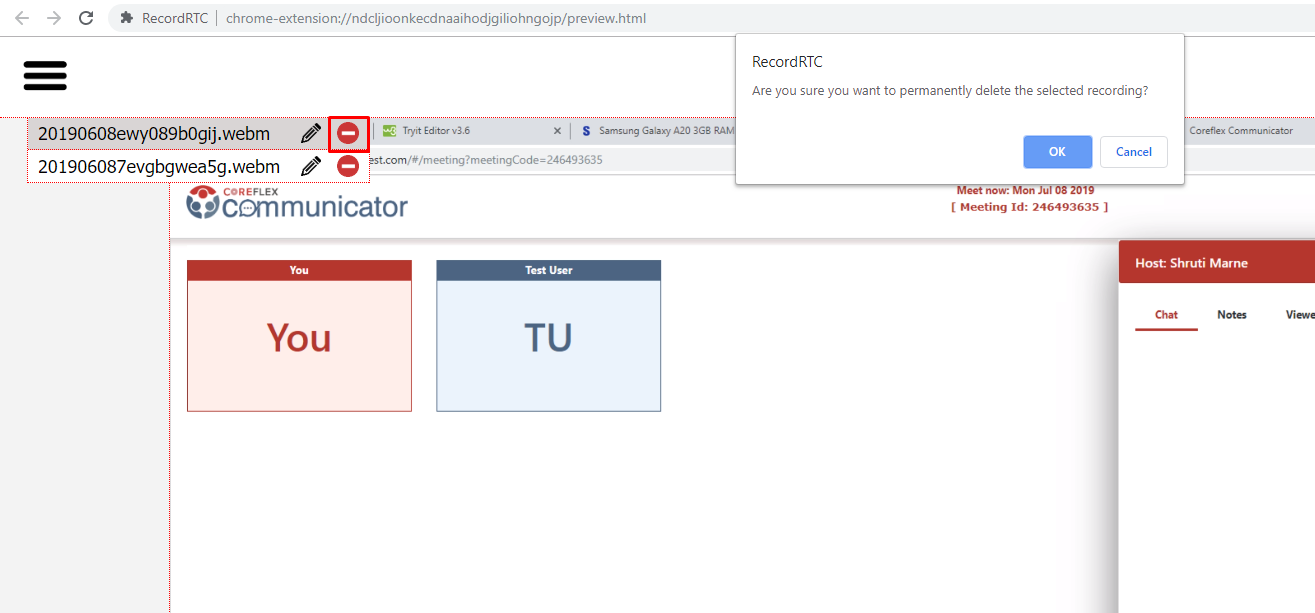 RecordRTC chrome-extension://ndcljioonkecdnaaihodjgiliohngojp/preview.html
RecordRTC
Are you sure you want to permanently delete the selected recording?
OK Cancel
20190608ewy089b0gij.webm
201906087evgbgwea5g.webm
Tryit Editor v3.6
Samsung Galaxy A20 3GB RAM
Coreflex Communicator
est.com/#/meeting?meetingCode=246493635
COREFLEX
communicator
Meet now: Mon Jul 08 2019
[ Meeting Id: 246493635 ]
You
You
Test User
TU
Host: Shruti Marne
Chat Notes Viewe